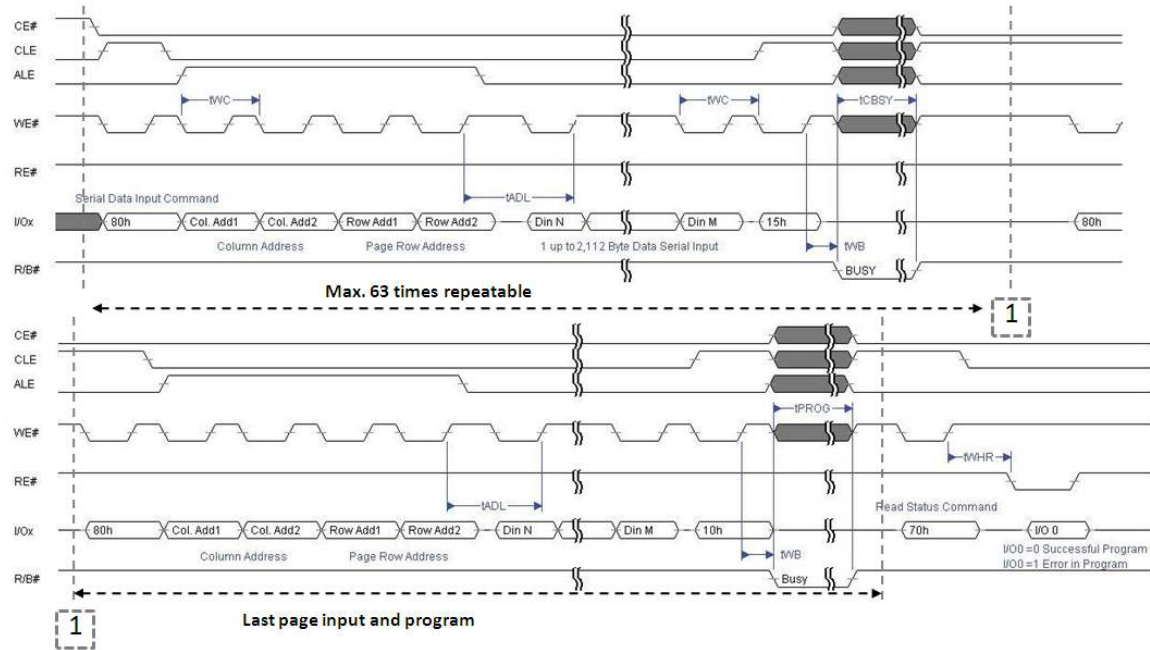 CE#
CLE
ALE
tWC
tWC
tCBSY
WE#
RE#
tADL
Serial Data Input Command
I/Ox
80h
Col. Add1
Col. Add2
Row Add1
Row Add2
Din N
Din M
15h
80h
Column Address
Page Row Address
1 up to 2,112 Byte Data Serial Input
tWB
R/B#
BUSY
Max. 63 times repeatable
1
CE#
CLE
ALE
tPROG
WE#
tWHR
RE#
tADL
Read Status Command
I/Ox
80h
Col. Add1
Col. Add2
Row Add1
Row Add2
Din N
Din M
10h
70h
I/O 0
Column Address
Page Row Address
tWB
I/O0 =0 Successful Program
I/O0 =1 Error in Program
R/B#
Busy
Last page input and program
1